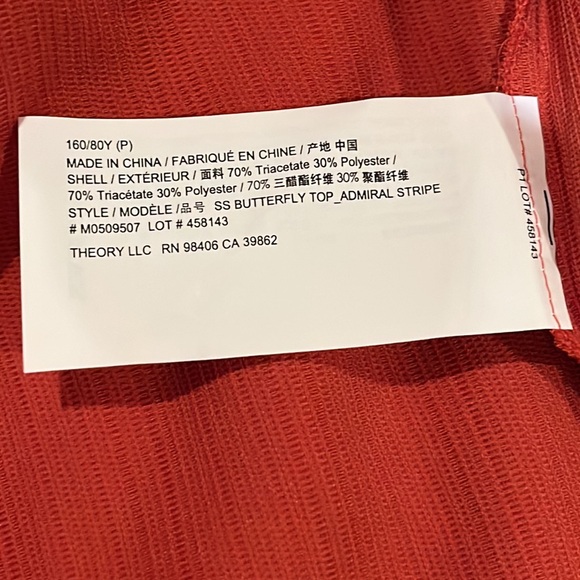 160/80Y (P)
MADE IN CHINA / FABRIQUÉ EN CHINE / 产地 中国
SHELL / EXTÉRIEUR / 面料 70% Triacetate 30% Polyester /
70% Triacétate 30% Polyester / 70% 三醋酯纤维 30% 聚酯纤维
STYLE / MODÈLE /品号 SS BUTTERFLY TOP_ADMIRAL STRIPE
# M0509507 LOT # 458143
THEORY LLC RN 98406 CA 39862
P1 LOT# 458143